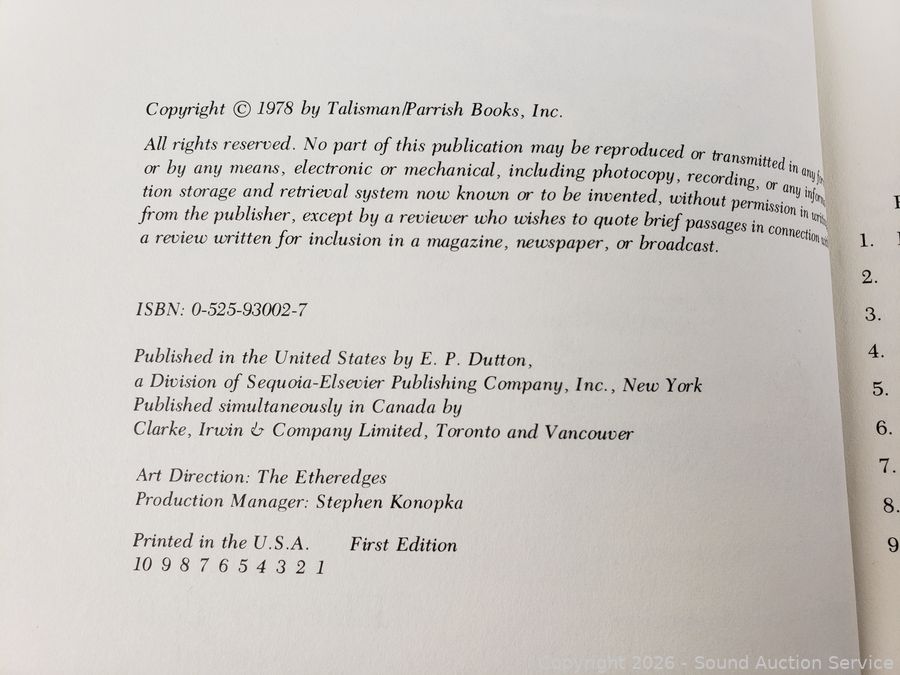 Copyright © 1978 by Talisman/Parrish Books, Inc.
All rights reserved. No part of this publication may be reproduced or transmitted in any
or by any means, electronic or mechanical, including photocopy, recording, or any
tion storage and retrieval system now known or to be invented, without permission in
from the publisher, except by a reviewer who wishes to quote brief passages in connection
a review written for inclusion in a magazine, newspaper, or broadcast.
ISBN: 0-525-93002-7
Published in the United States by E. P. Dutton,
a Division of Sequoia-Elsevier Publishing Company, Inc., New York
Published simultaneously in Canada by
Clarke, Irwin & Company Limited, Toronto and Vancouver
Art Direction: The Etheredges
Production Manager: Stephen Konopka
Printed in the U.S.A. First Edition
10 9 8 7 6 5 4 3 2 1
1.
2.
3.
4.
5.
6.
7.
8.
9
Copyright 2026 - Sound Auction Service